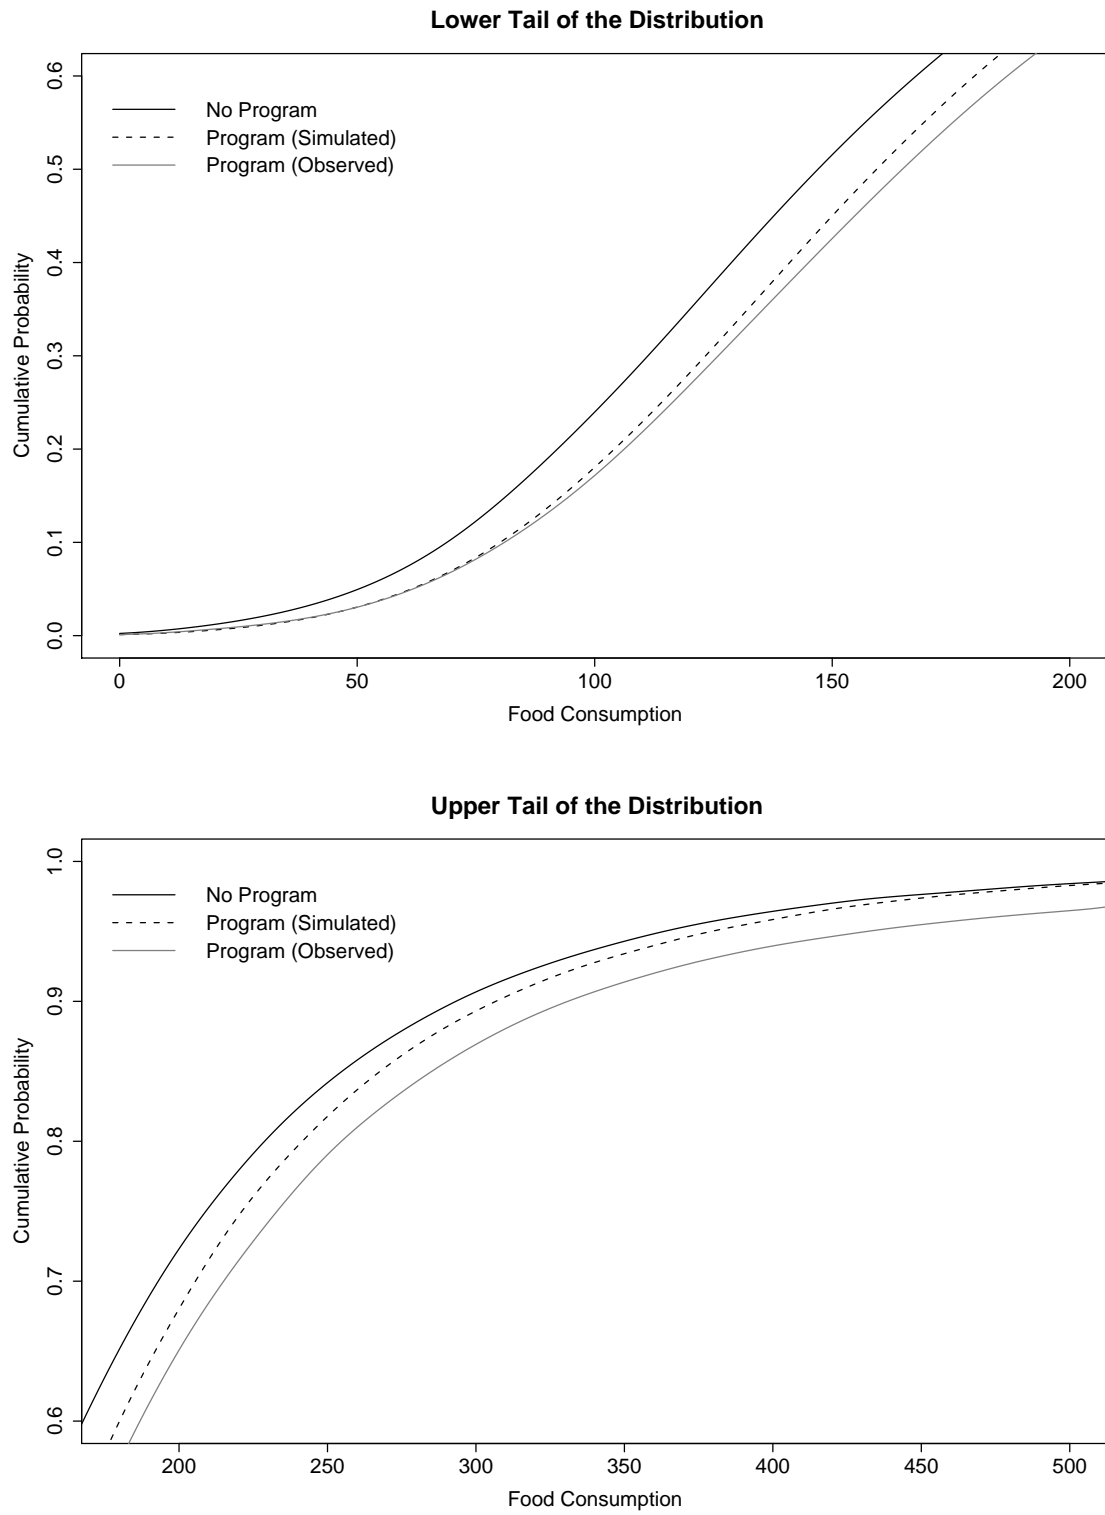 Lower Tail of the Distribution
No Program
Program (Simulated)
Program (Observed)
Cumulative Probability
0.6
0.5
0.4
0.3
0.2
0.1
0.0
0 50 100 150 200
Food Consumption
Upper Tail of the Distribution
No Program
Program (Simulated)
Program (Observed)
Cumulative Probability
1.0
0.9
0.8
0.7
0.6
200 250 300 350 400 450 500
Food Consumption